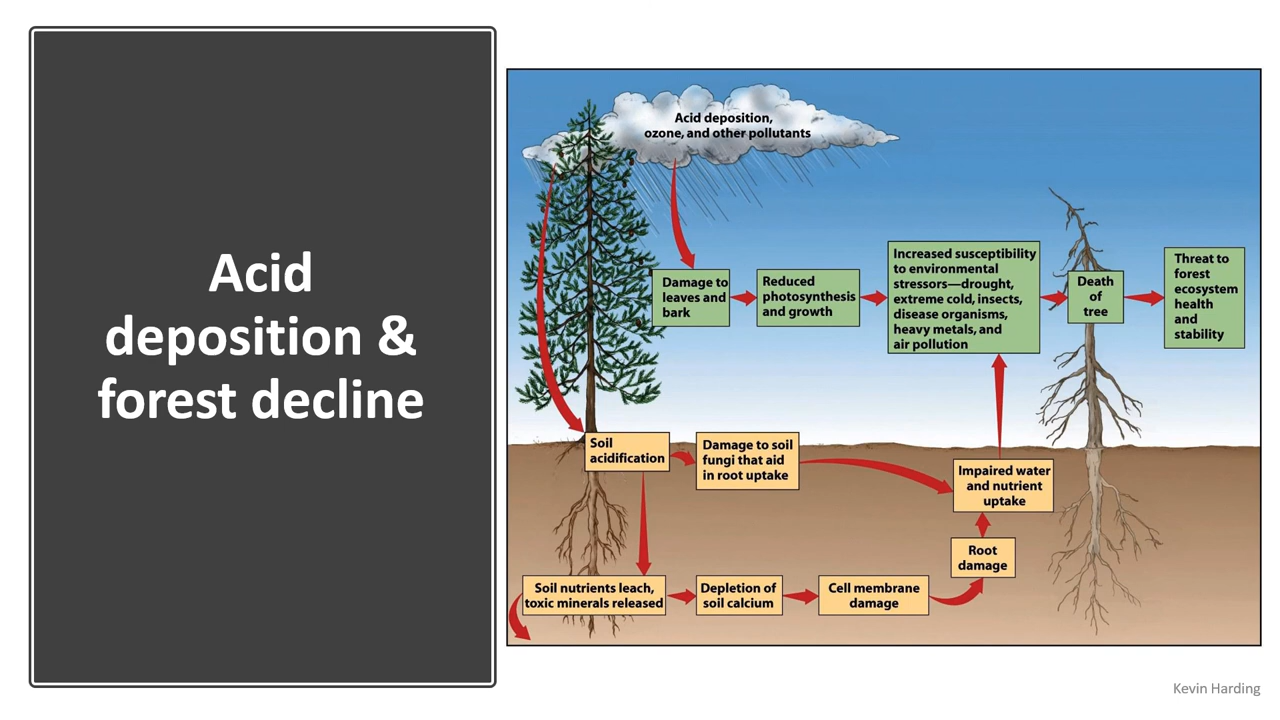 Acid
deposition &
forest decline
Acid deposition,
ozone, and other pollutants
Damage to
leaves and
bark
Reduced
photosynthesis
and growth
Increased susceptibility
to environmental
stressors—drought,
extreme cold, insects,
disease organisms,
heavy metals, and
air pollution
Death
of
tree
Threat to
forest
ecosystem
health
and
stability
Soil
acidification
Damage to soil
fungi that aid
in root uptake
Impaired water
and nutrient
uptake
Root
damage
Soil nutrients leach,
toxic minerals released
Depletion of
soil calcium
Cell membrane
damage
Kevin Harding